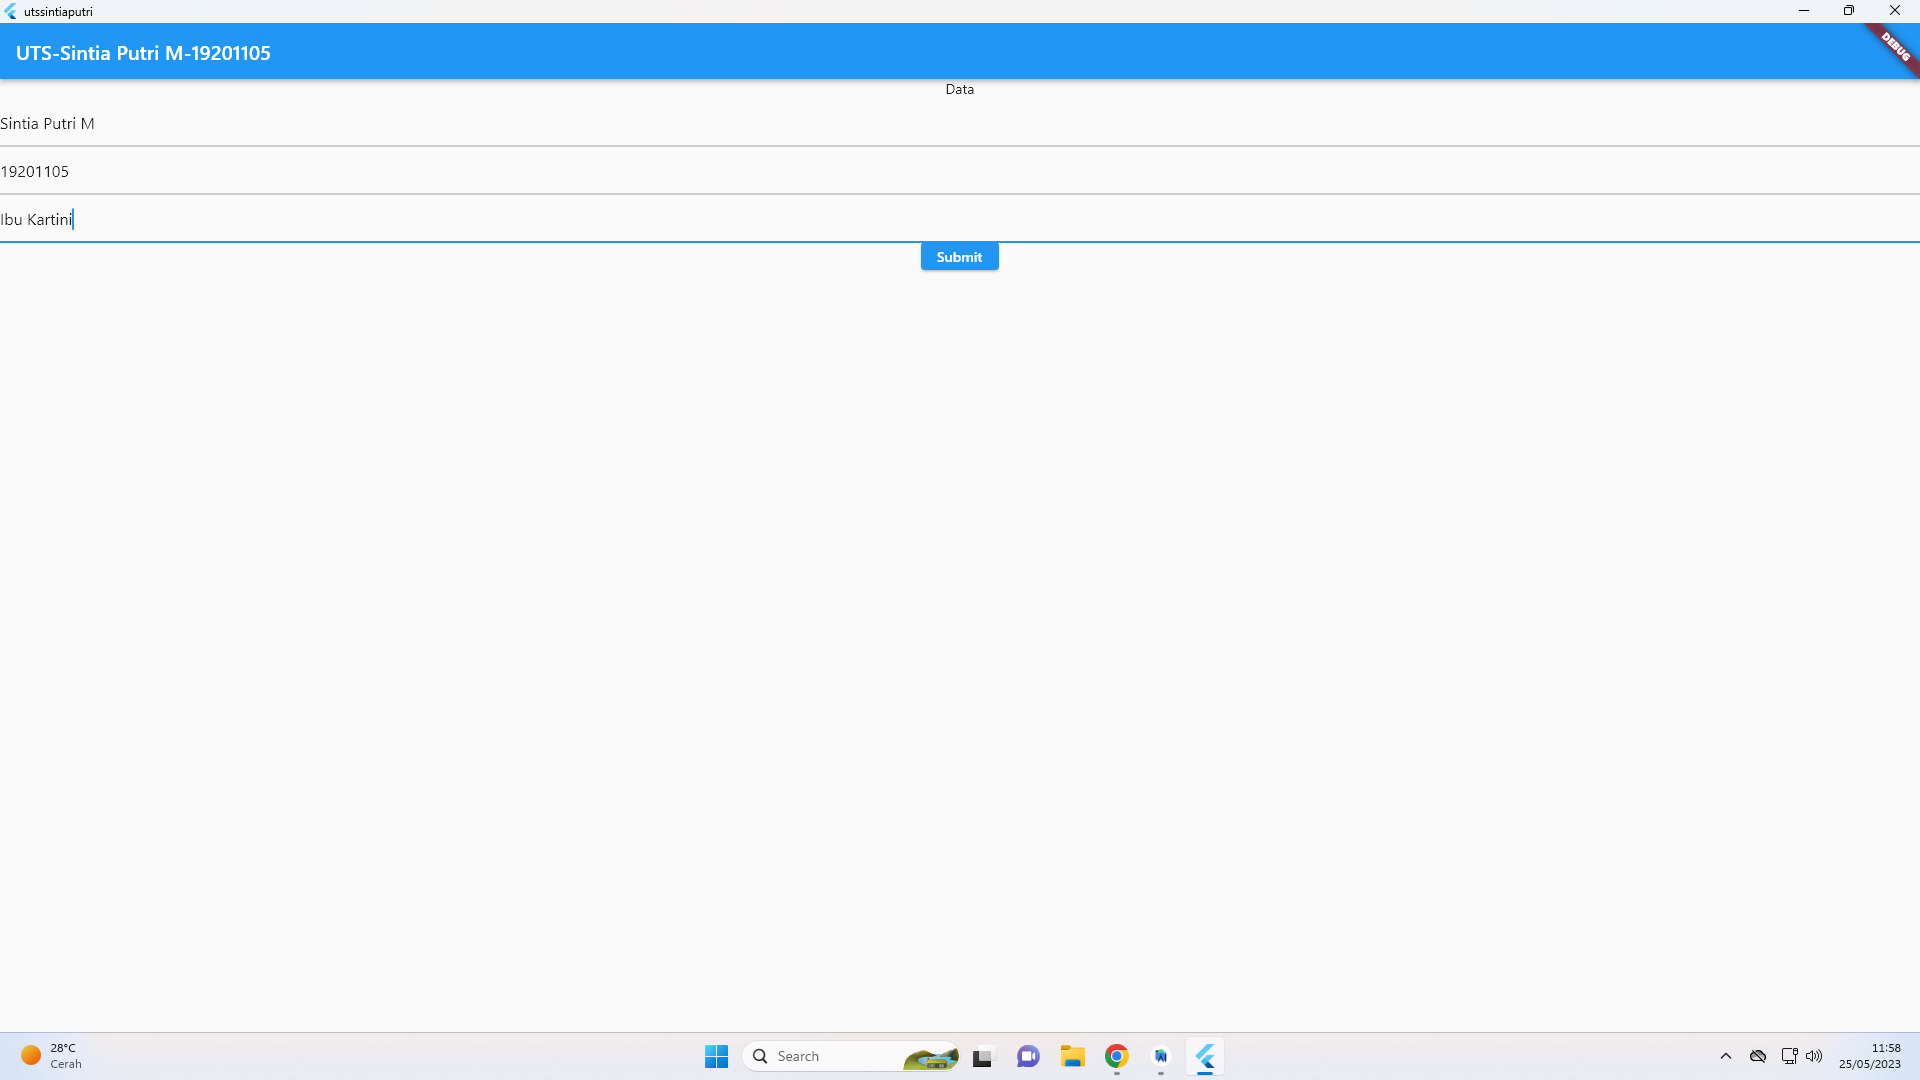 utssintiaputri
UTS-Sintia Putri M-19201105
DEBUG
Data
Sintia Putri M
19201105
Ibu Kartini
Submit
28°C
Cerah
Search
11:58
25/05/2023